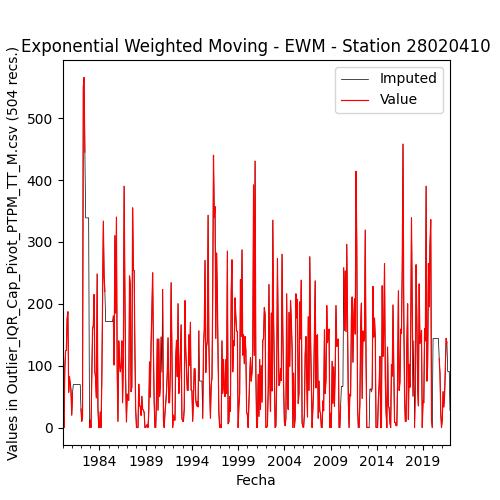 Exponential Weighted Moving - EWM - Station 28020410
Imputed
Value
Values in Outlier_IQR_Cap_Pivot_PTPM_TT_M.csv (504 recs.)
500
400
300
200
100
0
1984 1989 1994 1999 2004 2009 2014 2019
Fecha